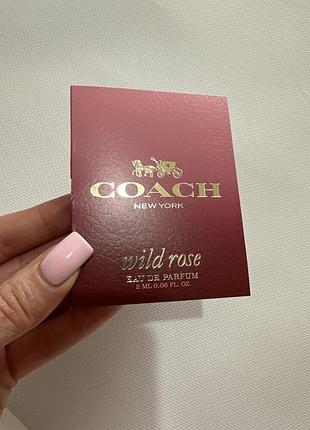 COACH
NEW YORK
wild rose
EAU DE PARFUM
2 ML 0.06 FL. OZ.